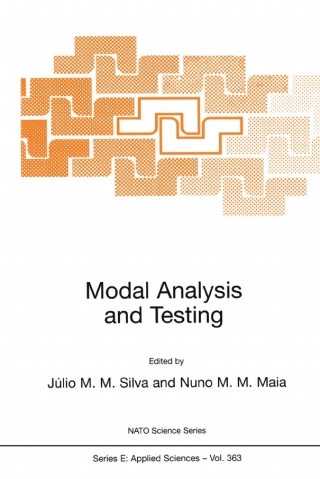 Modal Analysis
and Testing
Edited by
Júlio M. M. Silva and Nuno M. M. Maia
NATO Science Series
Series E: Applied Sciences – Vol. 363